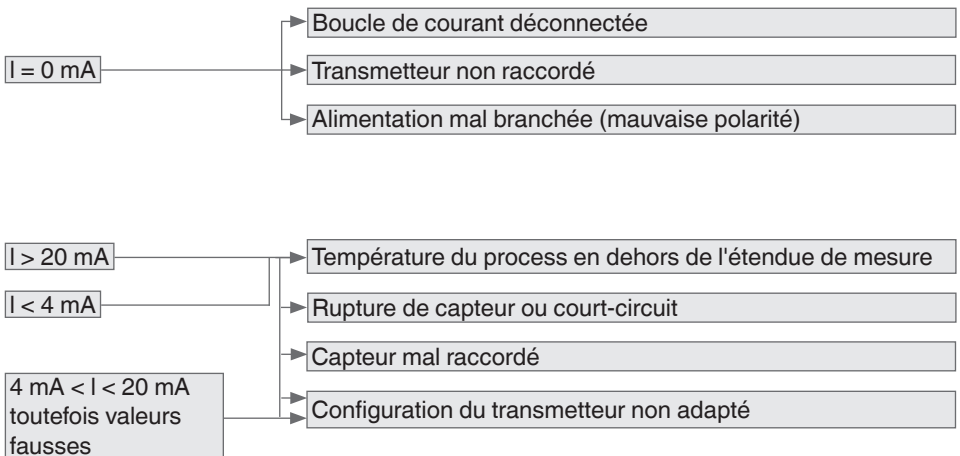 Boucle de courant déconnectée
I = 0 mA
Transmetteur non raccordé
Alimentation mal branchée (mauvaise polarité)
I > 20 mA
Température du process en dehors de l'étendue de mesure
I < 4 mA
Rupture de capteur ou court-circuit
Capteur mal raccordé
4 mA < I < 20 mA
toutefois valeurs
fausses
Configuration du transmetteur non adapté